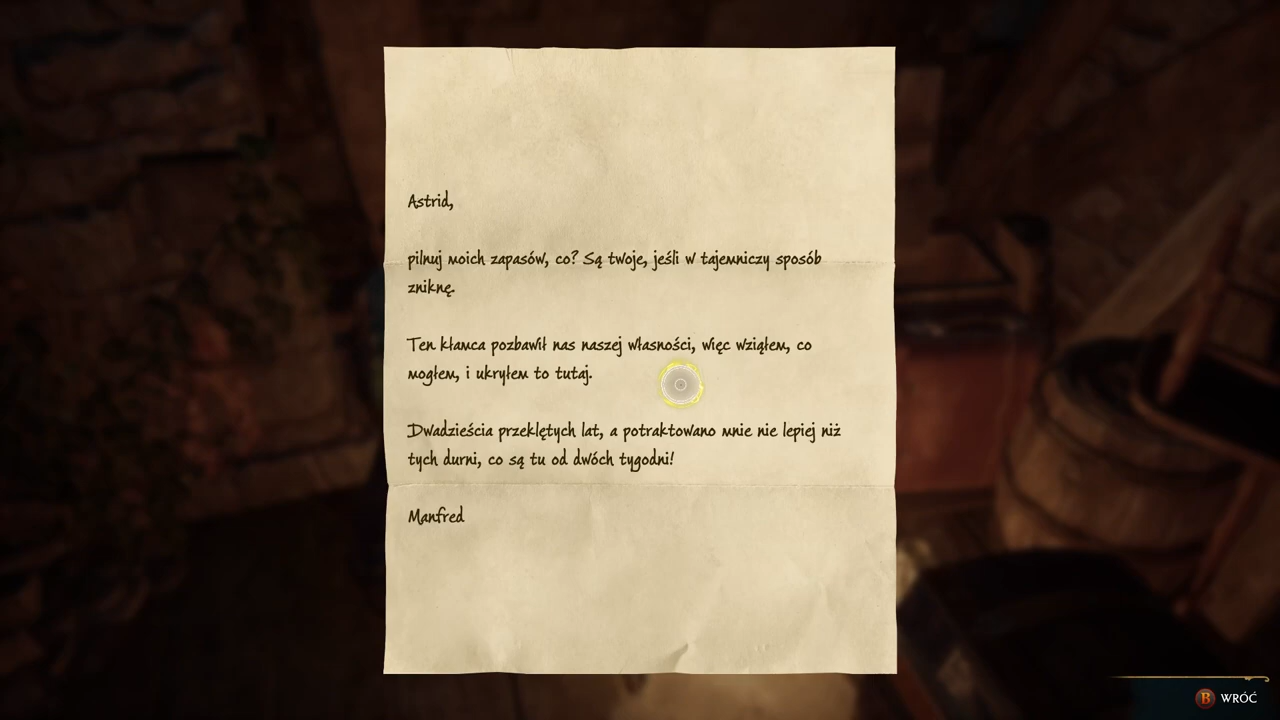 Astrid,
pilnuj moich zapasów, co? Są twoje, jeśli w tajemniczy sposób
zniknę.
Ten kłamca pozbawił nas naszej własności, więc wziąłem, co
mogłem, i ukryłem to tutaj.
Dwadzieścia przeklętych lat, a potraktowano mnie nie lepiej niż
tych durni, co są tu od dwóch tygodni!
Manfred
B WRÓĆ